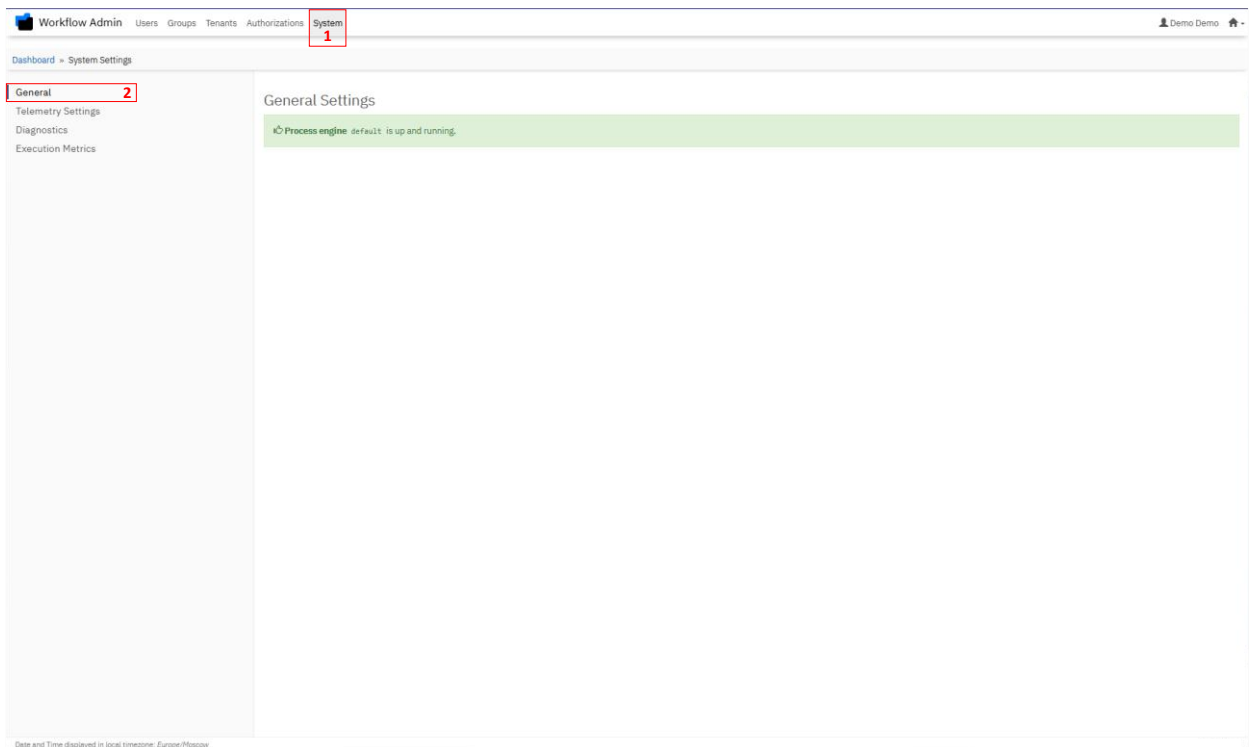 Workflow Admin Users Groups Tenants Authorizations System Demo Demo
1
Dashboard » System Settings
General 2
Telemetry Settings
Diagnostics
Execution Metrics
General Settings
Process engine default is up and running.
Date and Time displayed in local timezone: Europe/Moscow